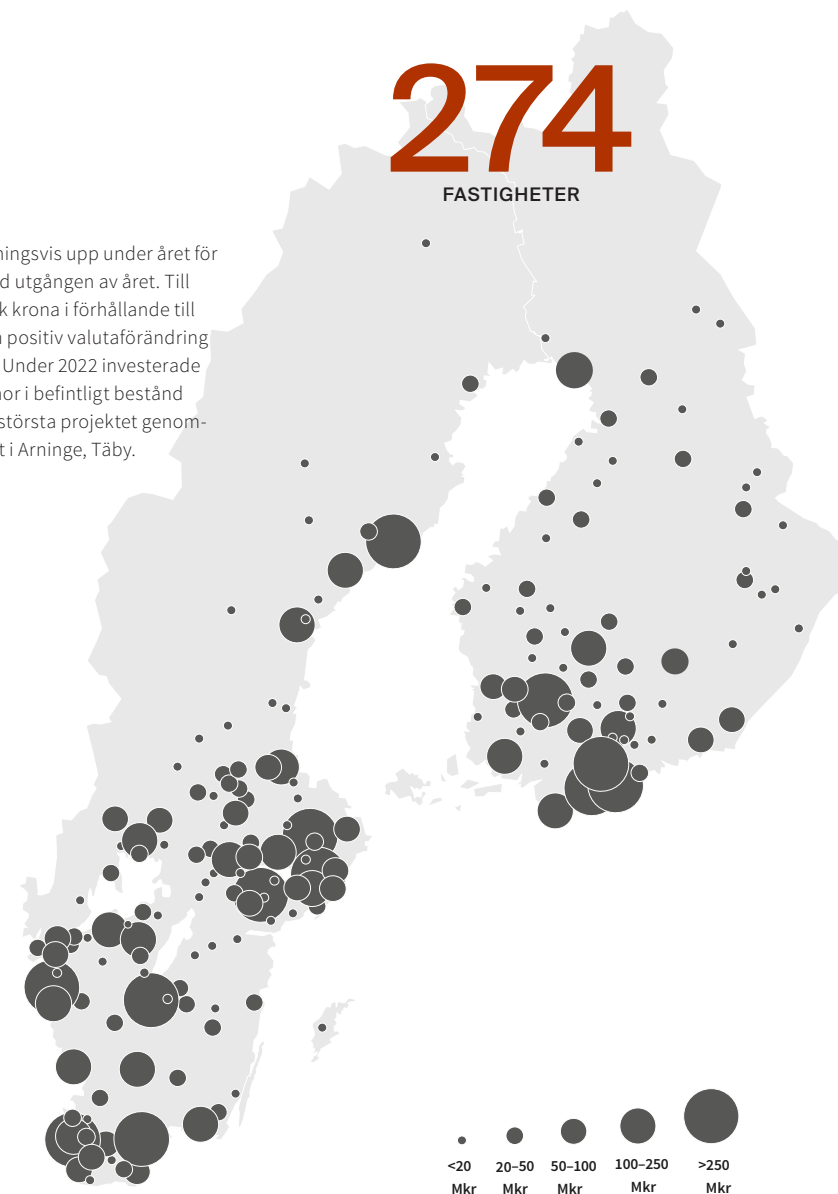 274
FASTIGHETER
ningsvis upp under året för
d utgången av året. Till
k krona i förhållande till
positiv valutaförändring
Under 2022 investerade
or i befintligt bestånd
största projektet genom-
t i Arninge, Täby.
<20 20–50 50–100 100–250 >250
Mkr Mkr Mkr Mkr Mkr